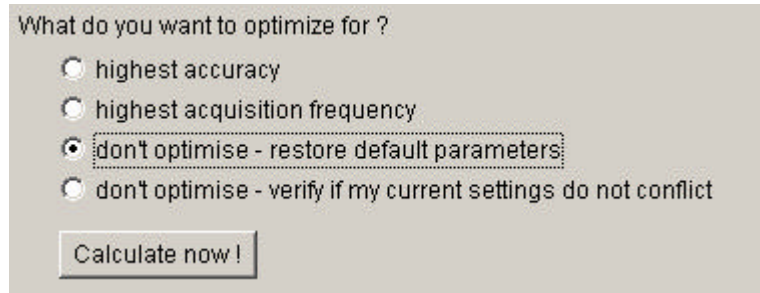 What do you want to optimize for ?
highest accuracy
highest acquisition frequency
don't optimise - restore default parameters
don't optimise - verify if my current settings do not conflict
Calculate now !